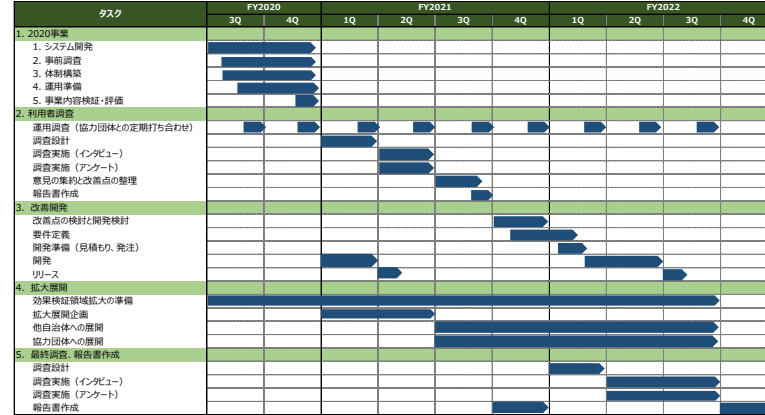 タスク
FY2020
FY2021
FY2022
3Q 4Q 1Q 2Q 3Q 4Q 1Q 2Q 3Q 4Q
1. 2020事業
1. システム開発
2. 事前調査
3. 体制構築
4. 運用準備
5. 事業内容検証・評価
2. 利用者調査
運用調査（協力団体との定期打ち合わせ）
調査設計
調査実施（インタビュー）
調査実施（アンケート）
意見の集約と改善点の整理
報告書作成
3. 改善開発
改善点の検討と開発検討
要件定義
開発準備（見積もり、発注）
開発
リリース
4. 拡大展開
効果検証領域拡大の準備
拡大展開企画
他自治体への展開
協力団体への展開
5. 最終調査、報告書作成
調査設計
調査実施（インタビュー）
調査実施（アンケート）
報告書作成